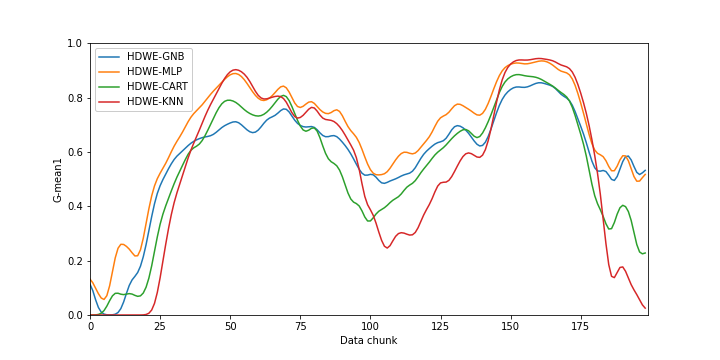 HDWE-GNB
HDWE-MLP
HDWE-CART
HDWE-KNN
G-mean1
1.0
0.8
0.6
0.4
0.2
0.0
0 25 50 75 100 125 150 175
Data chunk